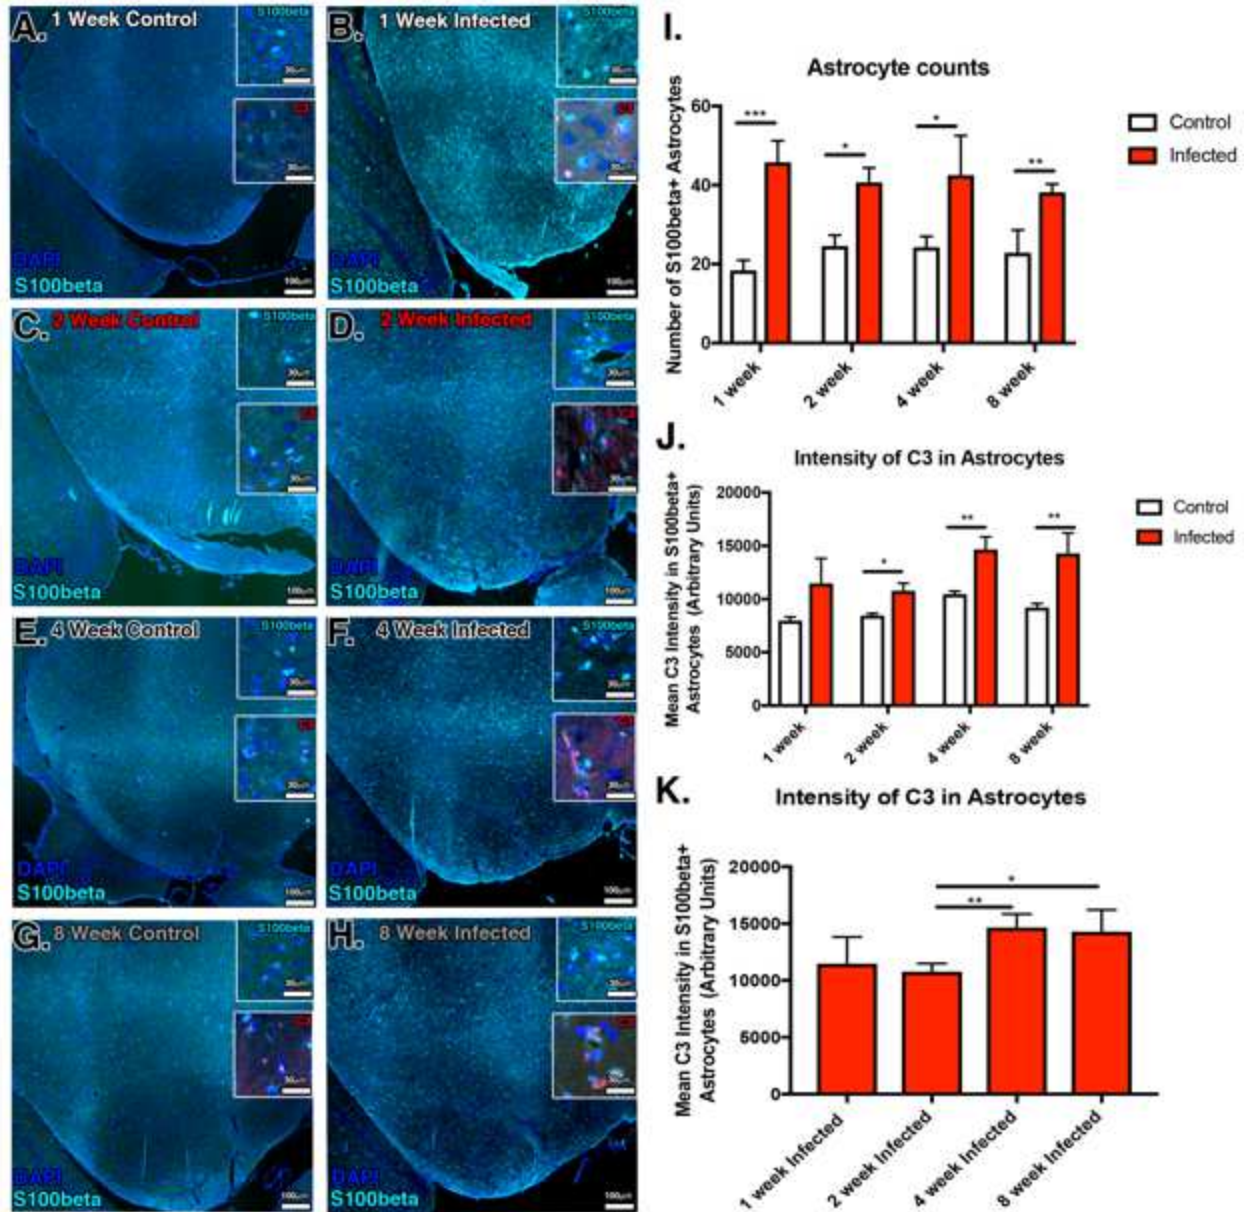 A. 1 Week Control
S100beta
30μm
C3
30μm
DAPI
S100beta
100μm
B. 1 Week Infected
S100beta
30μm
C3
30μm
DAPI
S100beta
100μm
C. 2 Week Control
S100beta
30μm
C3
30μm
DAPI
S100beta
100μm
D. 2 Week Infected
S100beta
30μm
C3
30μm
DAPI
S100beta
100μm
E. 4 Week Control
S100beta
30μm
C3
30μm
DAPI
S100beta
100μm
F. 4 Week Infected
S100beta
30μm
C3
30μm
DAPI
S100beta
100μm
G. 8 Week Control
S100beta
30μm
C3
30μm
DAPI
S100beta
100μm
H. 8 Week Infected
S100beta
30μm
C3
30μm
DAPI
S100beta
100μm
I.
Astrocyte counts
Number of S100beta+ Astrocytes
60
40
20
0
***
*
*
**
1 week
2 week
4 week
8 week
Control
Infected
J.
Intensity of C3 in Astrocytes
Mean C3 Intensity in S100beta+
Astrocytes (Arbitrary Units)
20000
15000
10000
5000
0
*
**
**
1 week
2 week
4 week
8 week
Control
Infected
K.
Intensity of C3 in Astrocytes
Mean C3 Intensity in S100beta+
Astrocytes (Arbitrary Units)
20000
15000
10000
5000
0
*
**
1 week Infected
2 week Infected
4 week Infected
8 week Infected